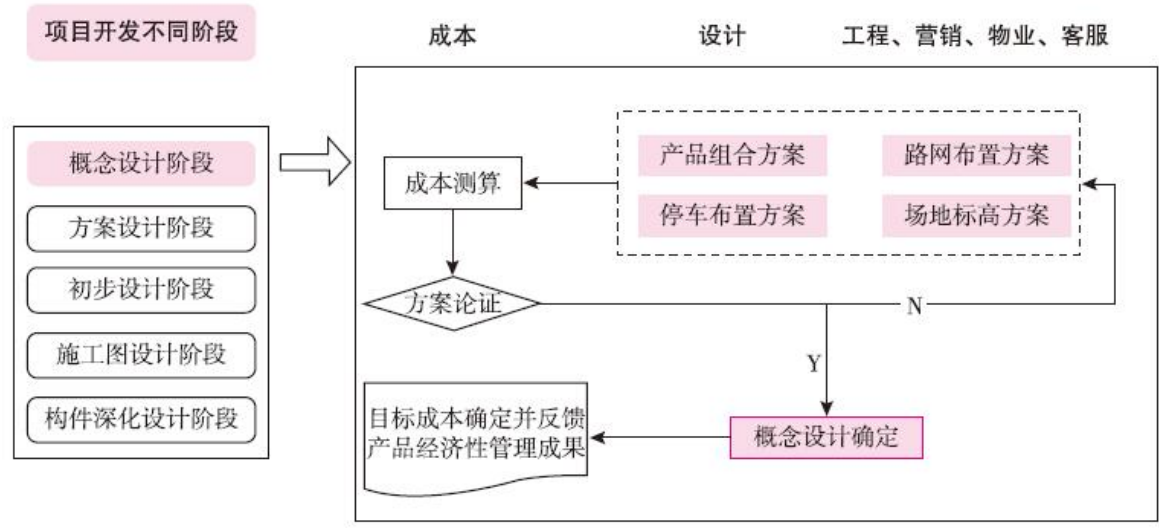 项目开发不同阶段
成本
设计
工程、营销、物业、客服
概念设计阶段
方案设计阶段
初步设计阶段
施工图设计阶段
构件深化设计阶段
产品组合方案
路网布置方案
成本测算
停车布置方案
场地标高方案
方案论证
N
Y
目标成本确定并反馈
产品经济性管理成果
概念设计确定